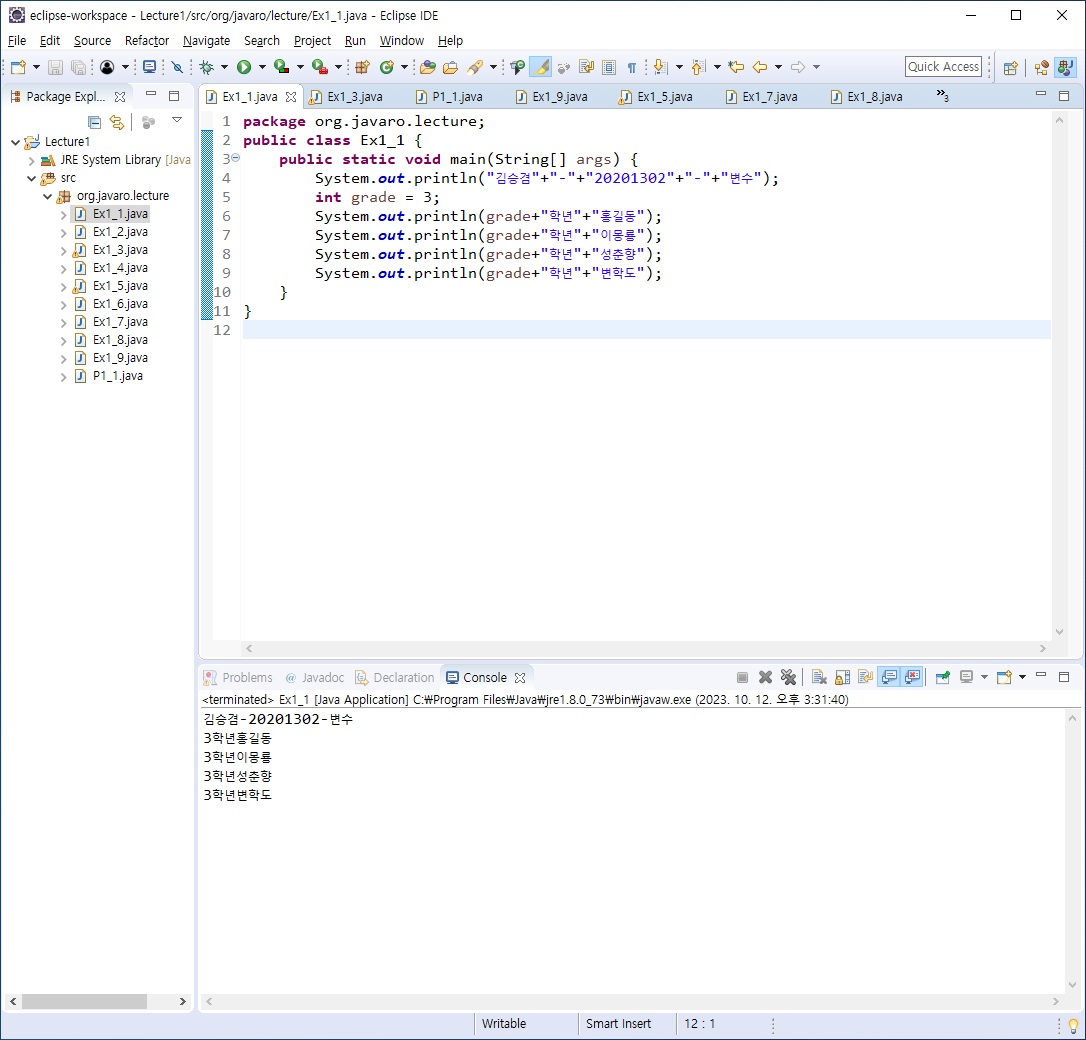 eclipse-workspace - Lecture1/src/org/javaro/lecture/Ex1_1.java - Eclipse IDE
File Edit Source Refactor Navigate Search Project Run Window Help
Quick Access
Package Expl...
Lecture1
JRE System Library [Java
src
org.javaro.lecture
Ex1_1.java
Ex1_2.java
Ex1_3.java
Ex1_4.java
Ex1_5.java
Ex1_6.java
Ex1_7.java
Ex1_8.java
Ex1_9.java
P1_1.java
Ex1_1.java Ex1_3.java P1_1.java Ex1_9.java Ex1_5.java Ex1_7.java Ex1_8.java »3
1 package org.javaro.lecture;
2 public class Ex1_1 {
3 public static void main(String[] args) {
4 System.out.println("김승겸"+"-"+"20201302"+"-"+"변수");
5 int grade = 3;
6 System.out.println(grade+"학년"+"홍길동");
7 System.out.println(grade+"학년"+"이몽룡");
8 System.out.println(grade+"학년"+"성춘향");
9 System.out.println(grade+"학년"+"변학도");
10 }
11 }
12
Problems @ Javadoc Declaration Console
<terminated> Ex1_1 [Java Application] C:₩Program Files₩Java₩jre1.8.0_73₩bin₩javaw.exe (2023. 10. 12. 오후 3:31:40)
김승겸-20201302-변수
3학년홍길동
3학년이몽룡
3학년성춘향
3학년변학도
Writable Smart Insert 12 : 1